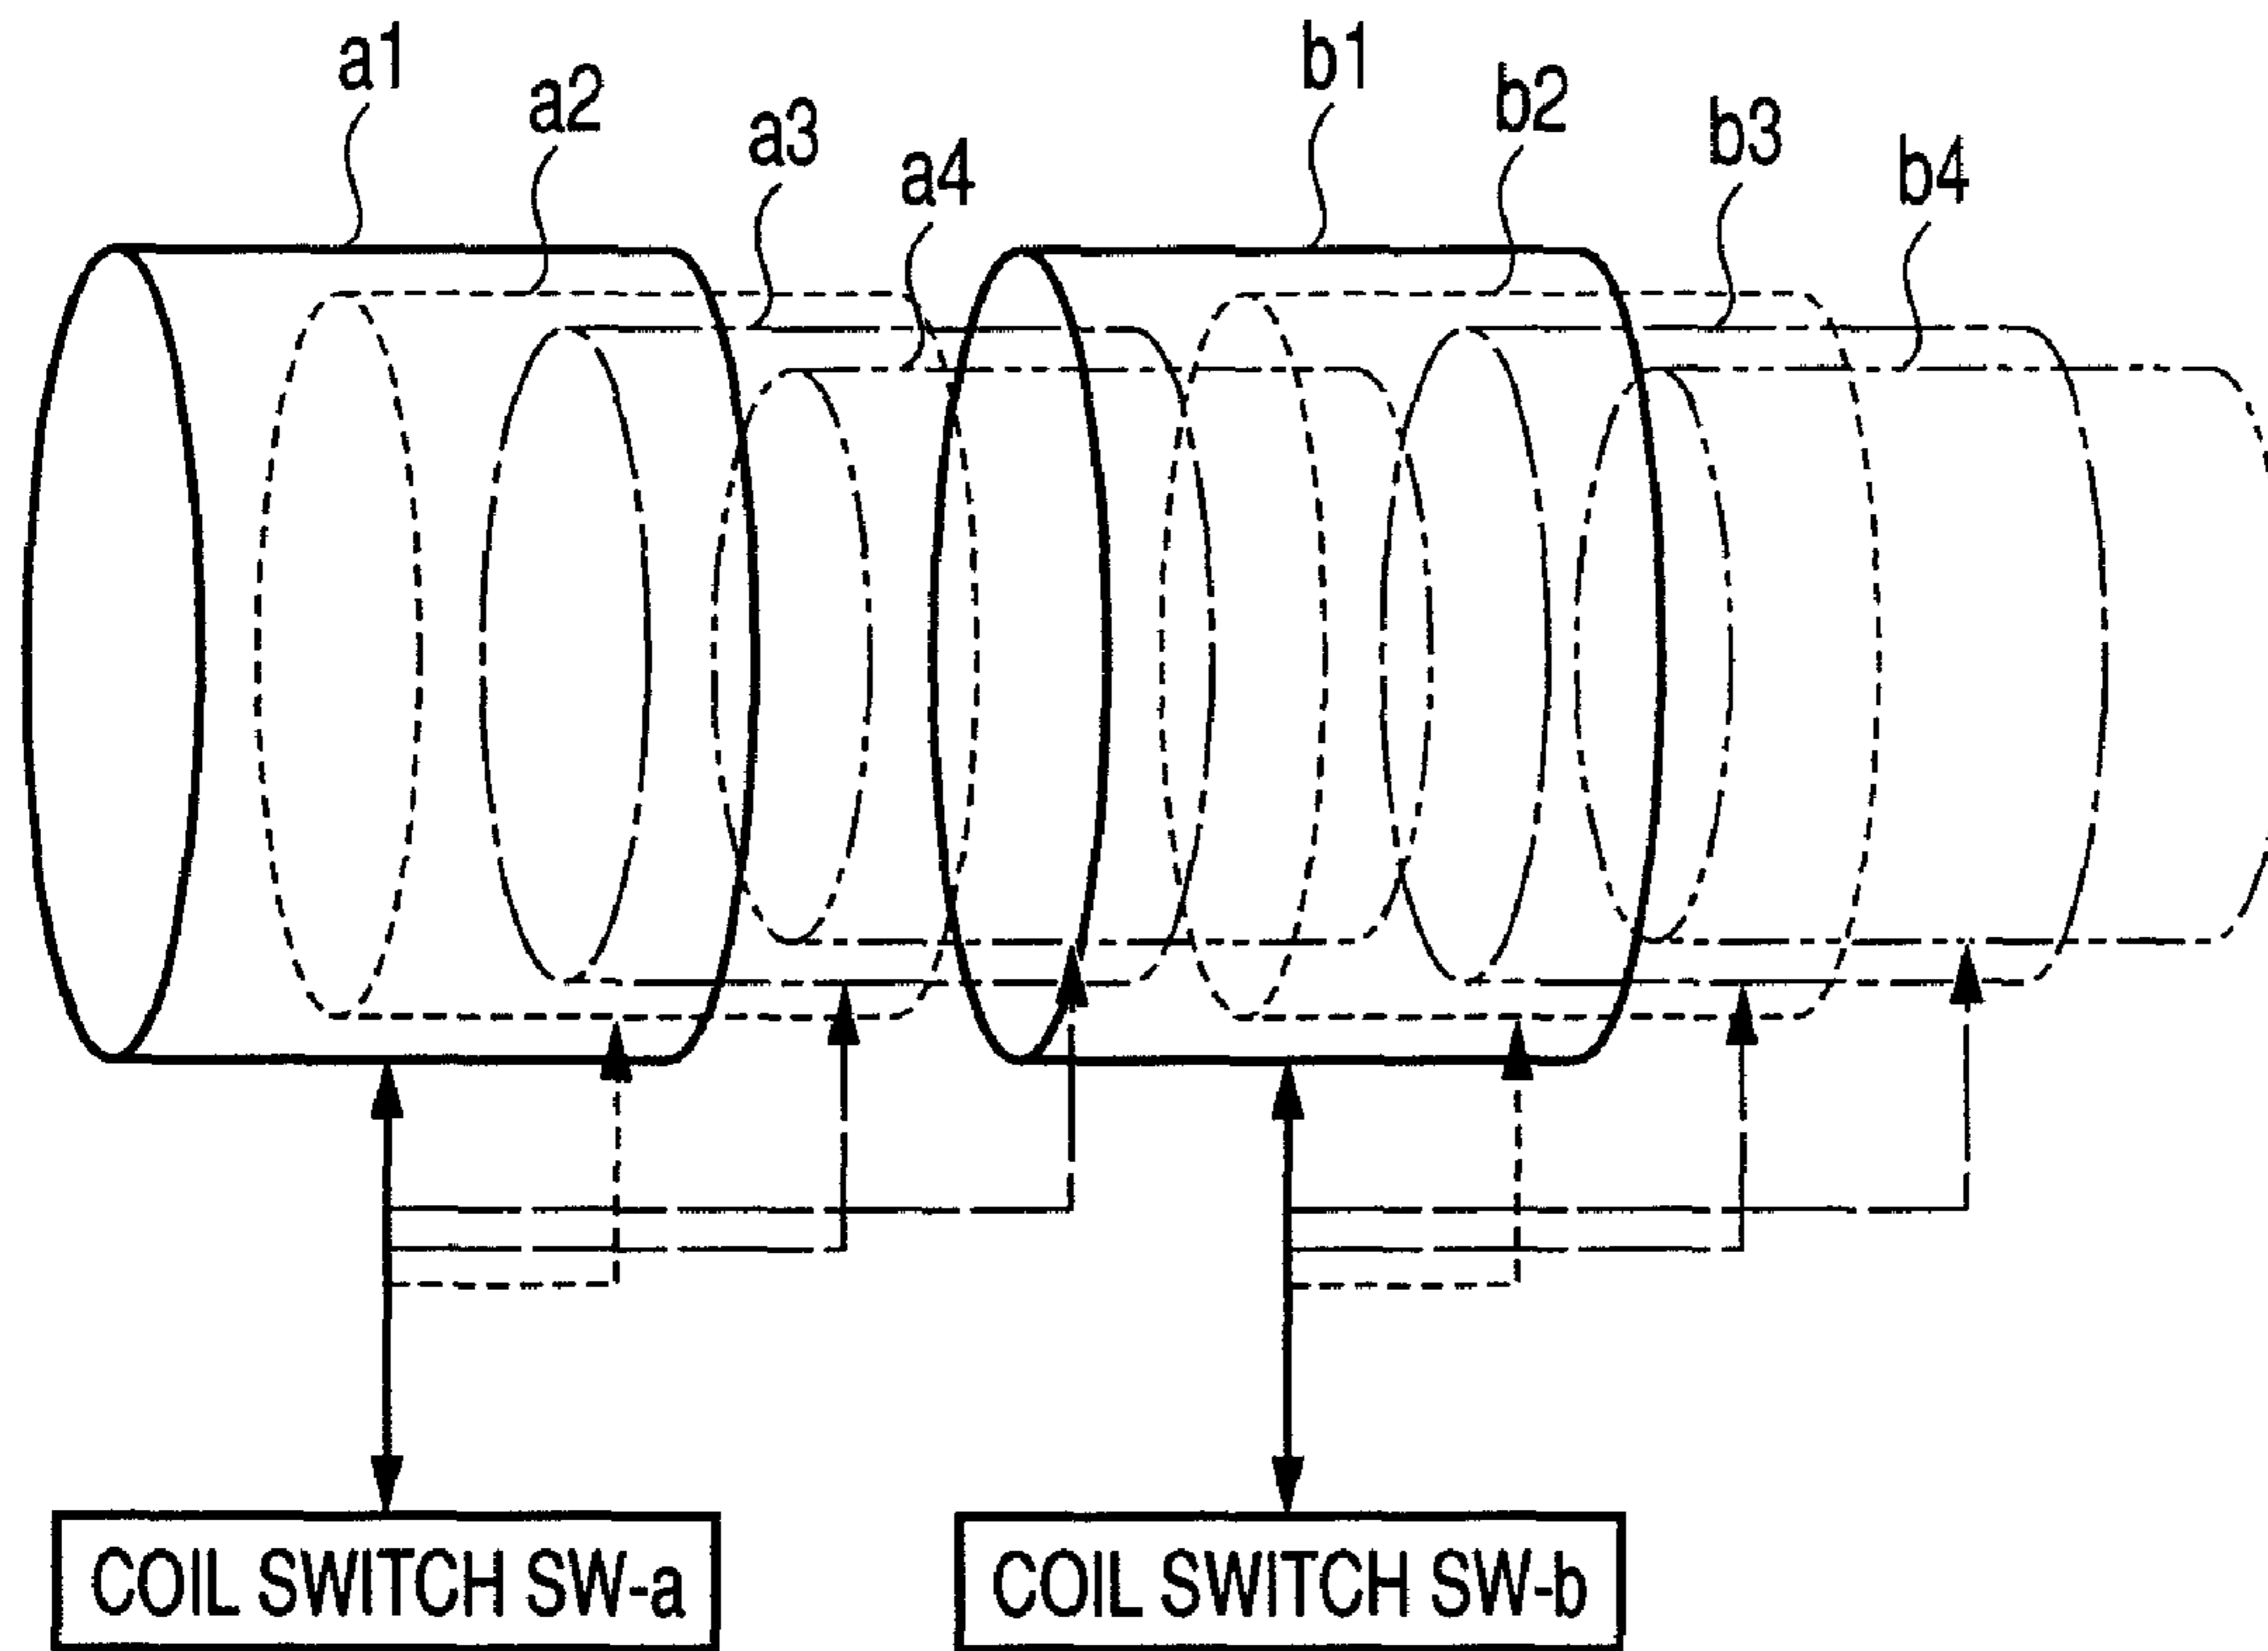 a1
a2
a3
a4
b1
b2
b3
b4
COIL SWITCH SW-a
COIL SWITCH SW-b